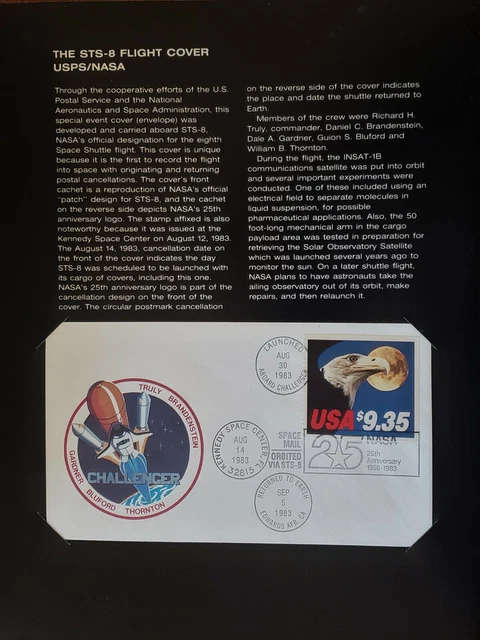 THE STS-8 FLIGHT COVER
USPS/NASA
Through the cooperative efforts of the U.S.
Postal Service and the National
Aeronautics and Space Administration, this
special event cover (envelope) was
developed and carried aboard STS-8,
NASA's official designation for the eighth
Space Shuttle flight. This cover is unique
because it is the first to record the flight
into space with originating and returning
postal cancellations. The cover's front
cachet is a reproduction of NASA's official
"patch" design for STS-8, and the cachet
on the reverse side depicts NASA's 25th
anniversary logo. The stamp affixed is also
noteworthy because it was issued at the
Kennedy Space Center on August 12, 1983.
The August 14, 1983, cancellation date on
the front of the cover indicates the day
STS-8 was scheduled to be launched with
its cargo of covers, including this one.
NASA's 25th anniversary logo is part of the
cancellation design on the front of the
cover. The circular postmark cancellation
on the reverse side of the cover indicates
the place and date the shuttle returned to
Earth.
Members of the crew were Richard H.
Truly, commander, Daniel C. Brandenstein,
Dale A. Gardner, Guion S. Bluford and
William B. Thornton.
During the flight, the INSAT-1B
communications satellite was put into orbit
and several important experiments were
conducted. One of these included using an
electrical field to separate molecules in
liquid suspension, for possible
pharmaceutical applications. Also, the 50
foot-long mechanical arm in the cargo
payload area was tested in preparation for
retrieving the Solar Observatory Satellite
which was launched several years ago to
monitor the sun. On a later shuttle flight,
NASA plans to have astronauts take the
ailing observatory out of its orbit, make
repairs, and then relaunch it.
TRULY BRANDENSTEIN
CHALLENGER
GARDNER BLUFORD THORNTON
LAUNCHED
AUG
30
1983
ABOARD CHALLENGER
USA $9.35
KENNEDY SPACE CENTER, FL
AUG
14
1983
32815
SPACE
MAIL
ORBITED
VIA STS-8
25
NASA
25th
Anniversary
1958-1983
RETURNED TO EARTH
SEP
5
1983
EDWARDS AFB, CA